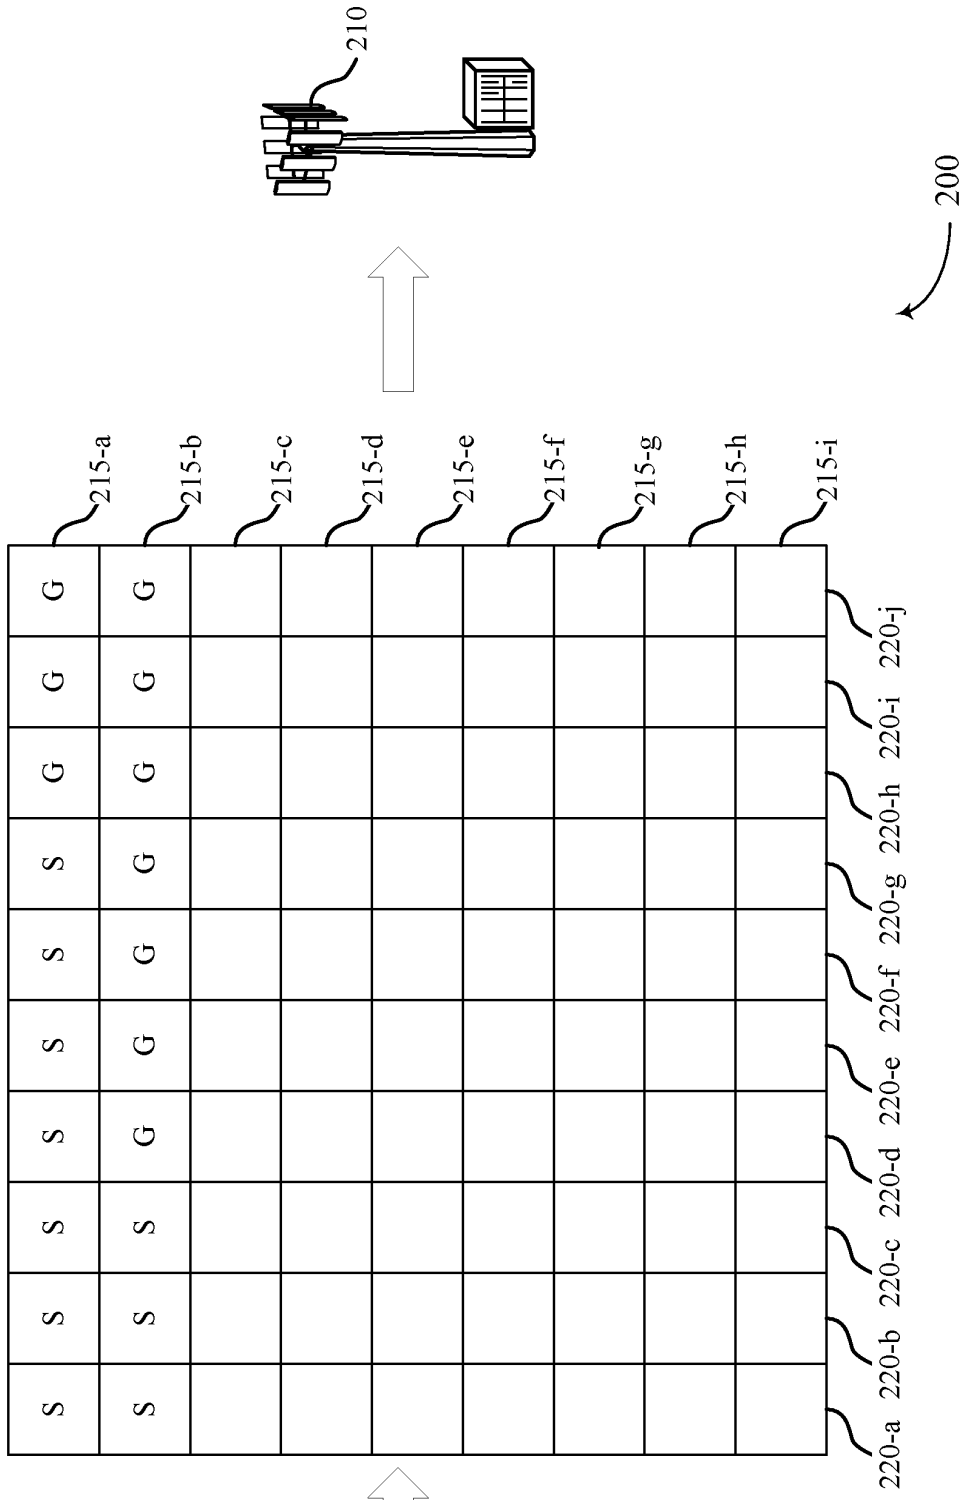 S S S S S S S G G G 215-a
S S S G G G G G G G 215-b
215-c
215-d
215-e
215-f
215-g
215-h
215-i
220-a 220-b 220-c 220-d 220-e 220-f 220-g 220-h 220-i 220-j
210
200